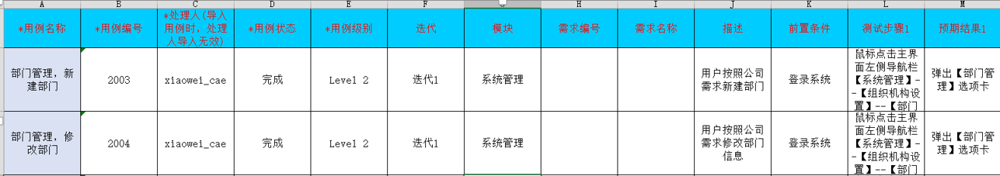 A B C D E F G H I J K L M
*用例名称
*用例编号
*处理人(导入
用例时，处理
人导入无效)
*用例状态
*用例级别
迭代
模块
需求编号
需求名称
描述
前置条件
测试步骤1
预期结果1
部门管理，新
建部门
2003
xiaowei_cae
完成
Level 2
迭代1
系统管理
用户按照公司
需求新建部门
登录系统
鼠标点击主界
面左侧导航栏
【系统管理】-
-【组织机构设
置】--【部门
弹出【部门管
理】选项卡
部门管理，修
改部门
2004
xiaowei_cae
完成
Level 2
迭代1
系统管理
用户按照公司
需求修改部门
信息
登录系统
鼠标点击主界
面左侧导航栏
【系统管理】-
-【组织机构设
置】--【部门
弹出【部门管
理】选项卡